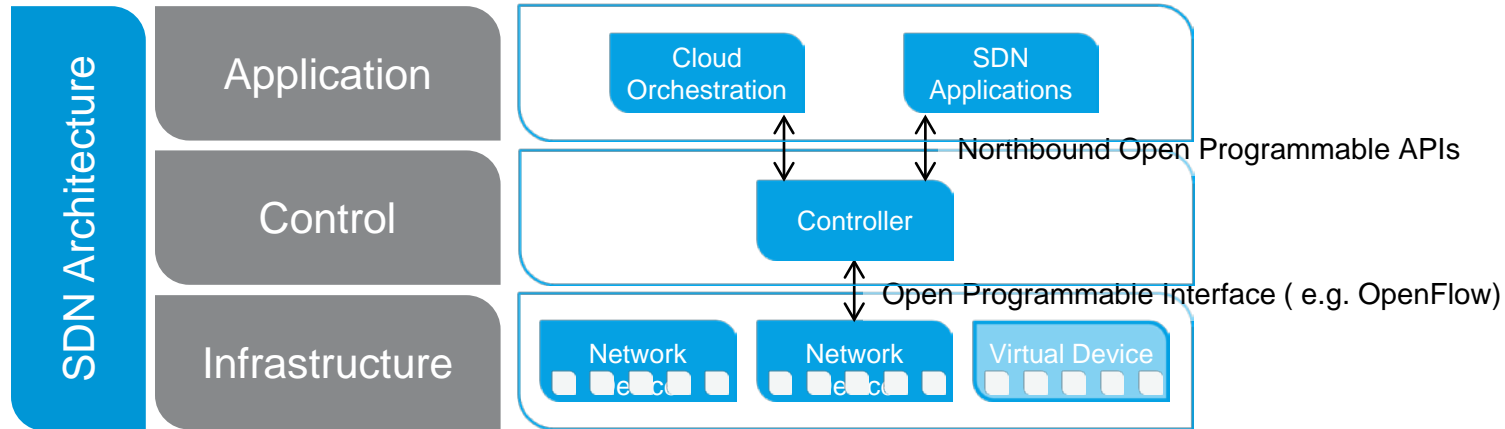 SDN Architecture
Application
Cloud
Orchestration
SDN
Applications
Northbound Open Programmable APIs
Control
Controller
Open Programmable Interface ( e.g. OpenFlow)
Infrastructure
Network
Network
Virtual Device